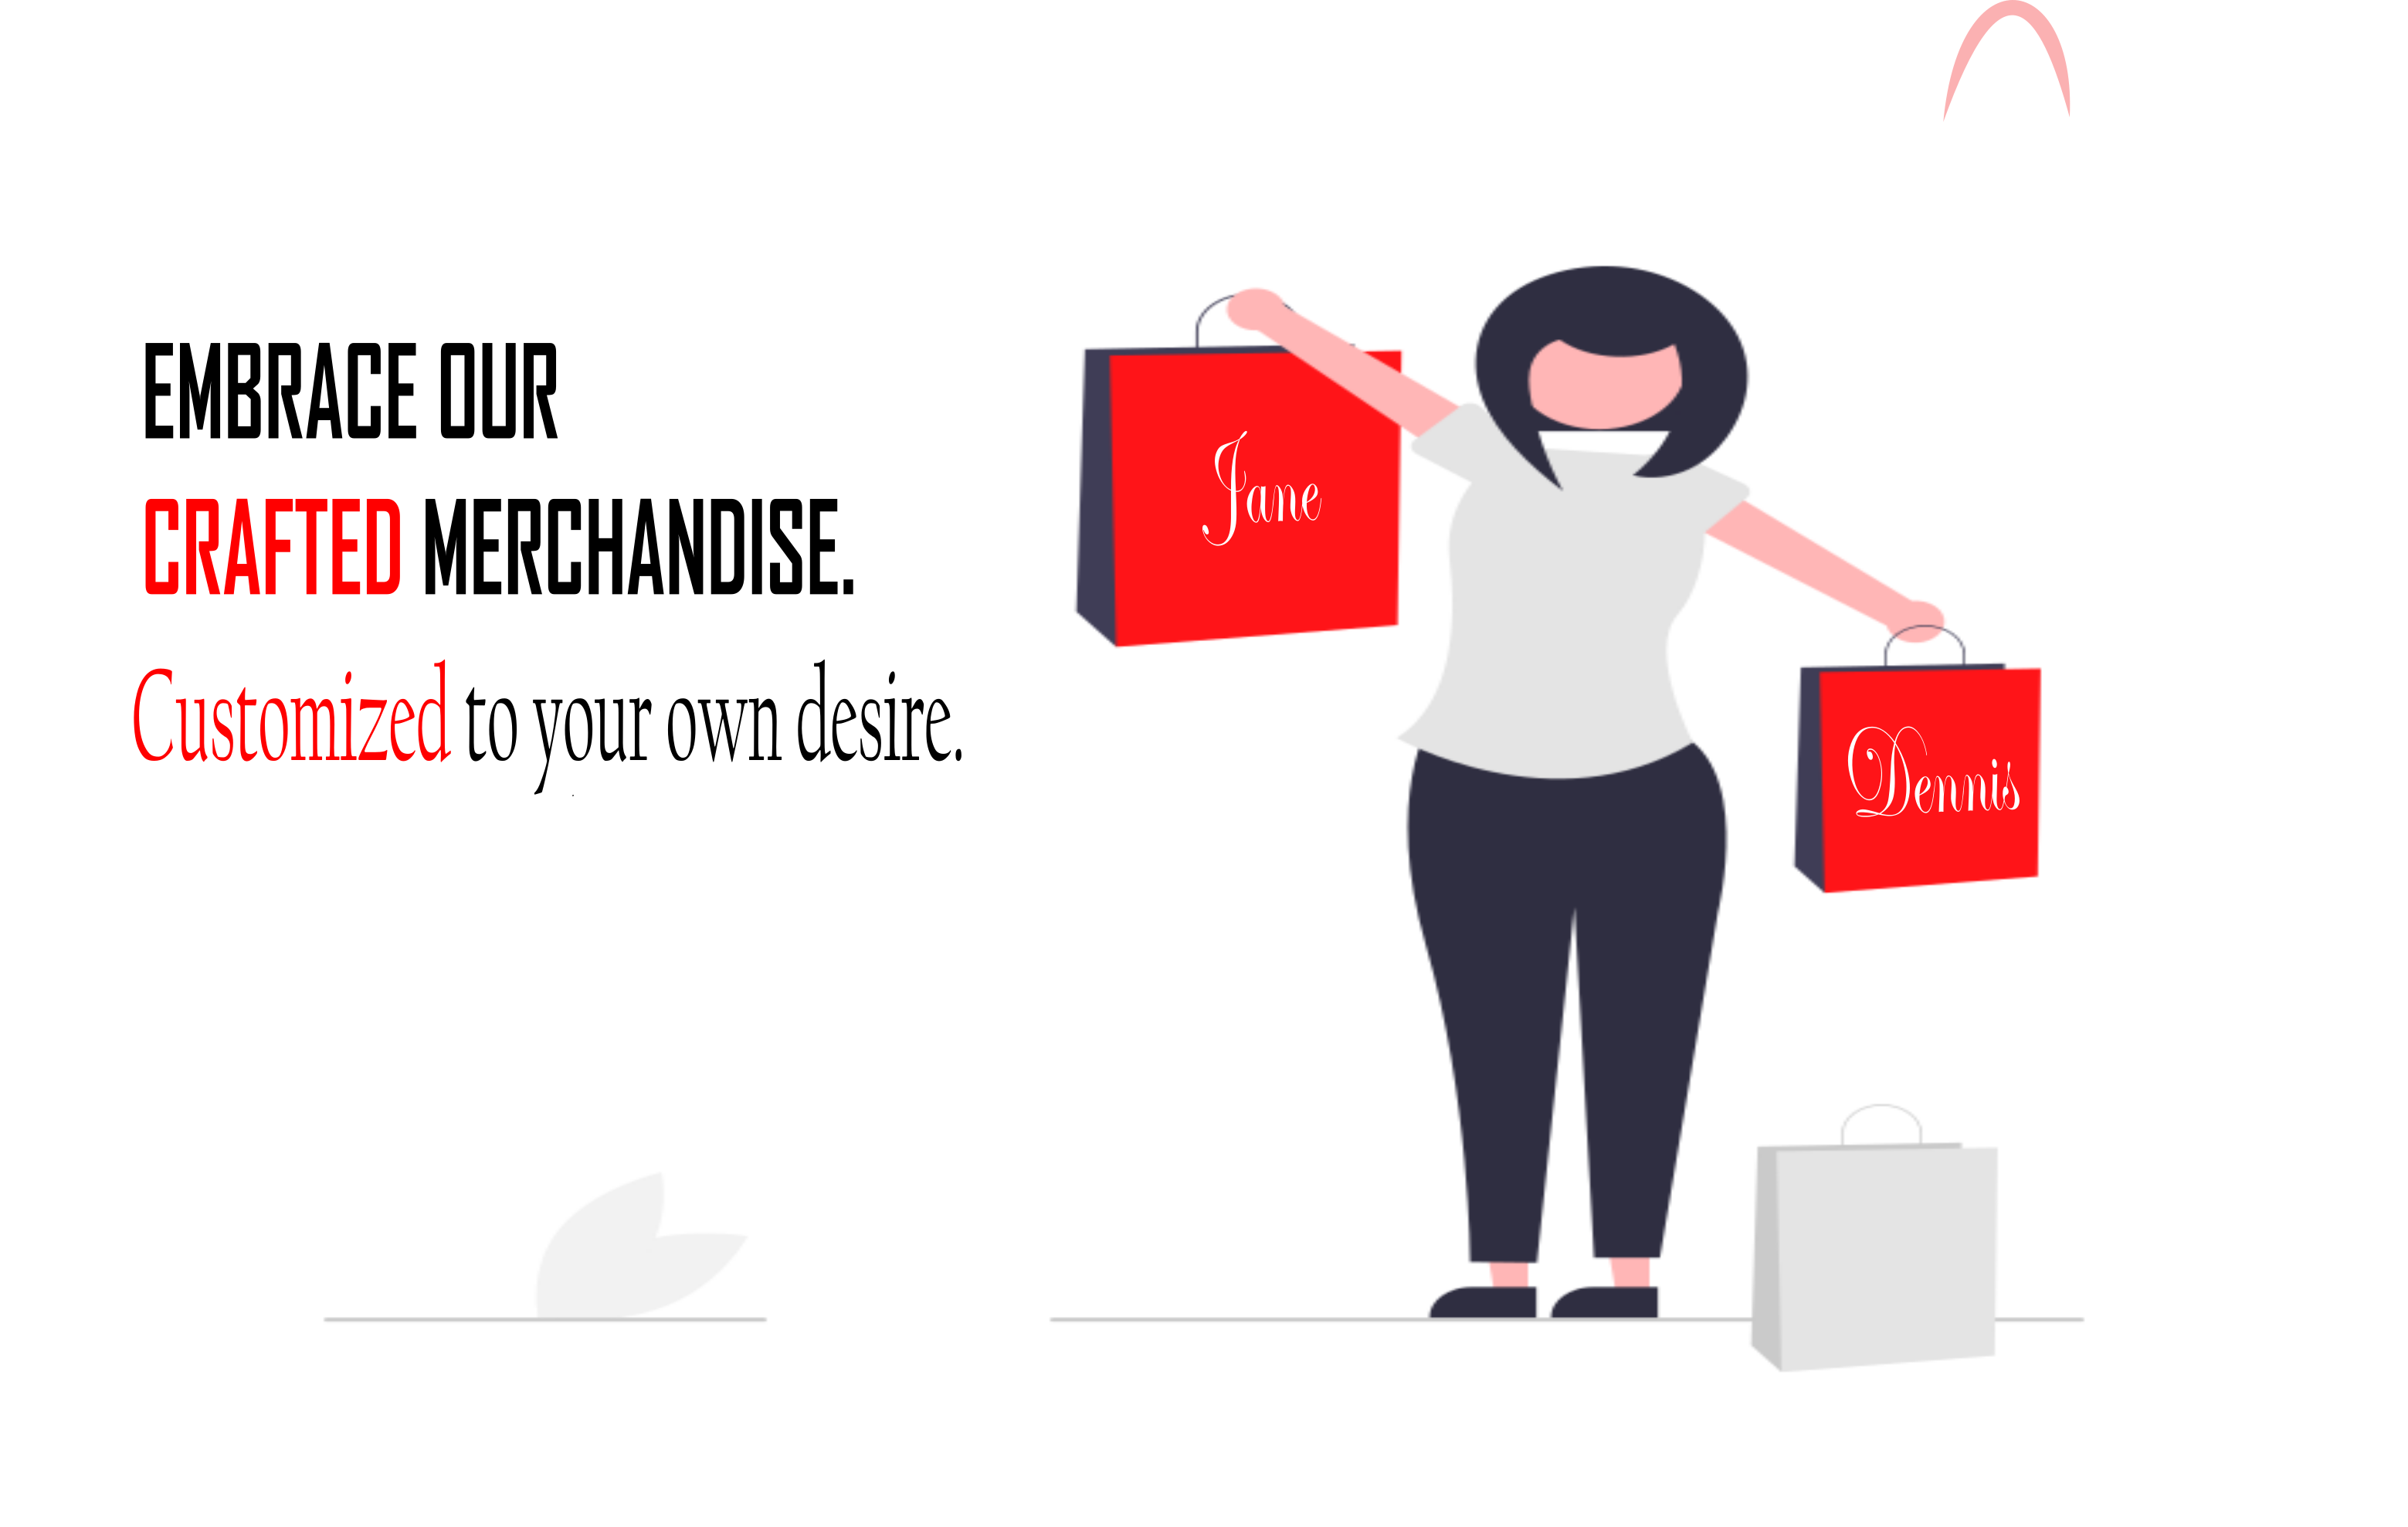 EMBRACE OUR
CRAFTED MERCHANDISE.
Customized to your own desire.
Jane
Dennis